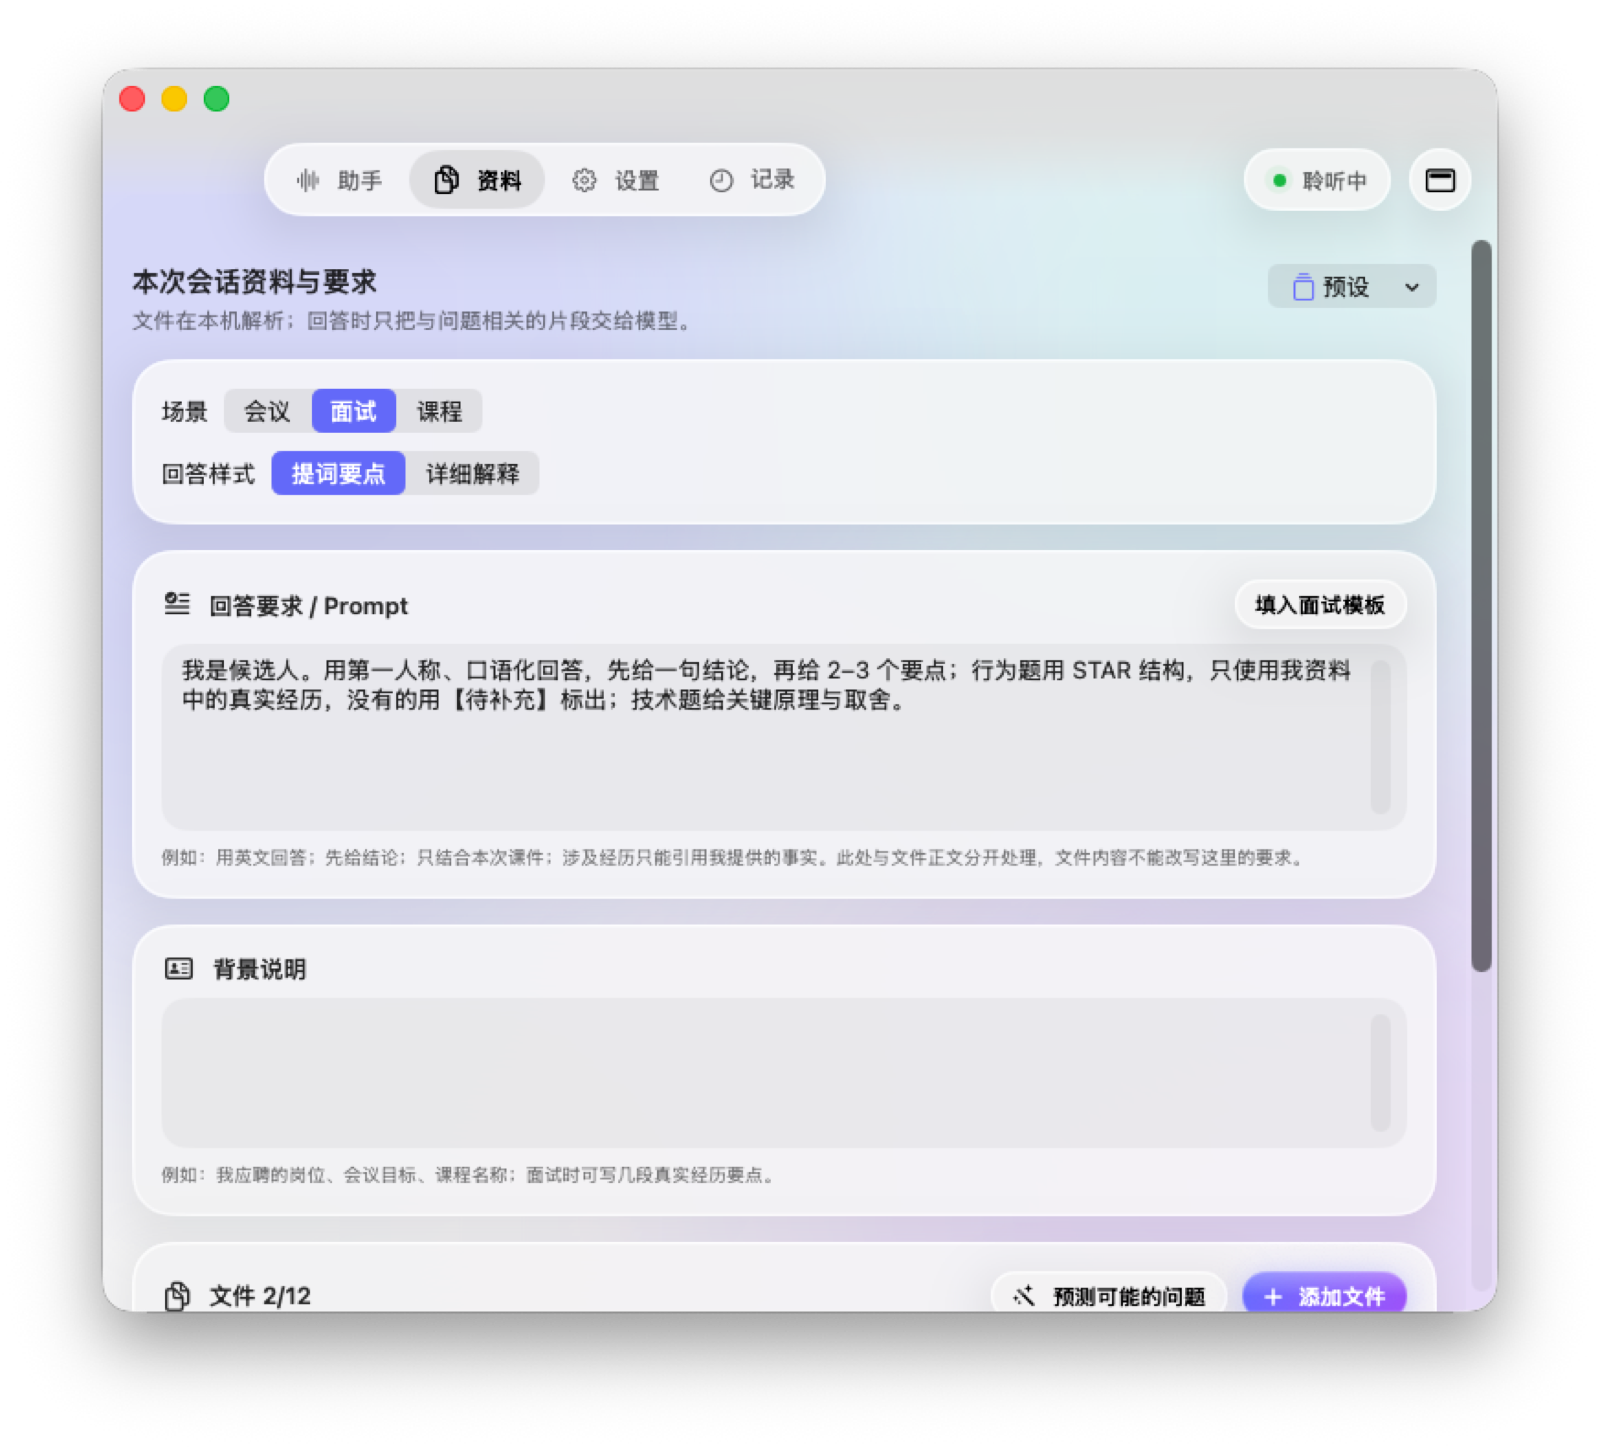 助手
资料
设置
记录
聆听中
本次会话资料与要求
预设
文件在本机解析；回答时只把与问题相关的片段交给模型。
场景 会议 面试 课程
回答样式 提词要点 详细解释
回答要求 / Prompt
填入面试模板
我是候选人。用第一人称、口语化回答，先给一句结论，再给 2–3 个要点；行为题用 STAR 结构，只使用我资料
中的真实经历，没有的用【待补充】标出；技术题给关键原理与取舍。
例如：用英文回答；先给结论；只结合本次课件；涉及经历只能引用我提供的事实。此处与文件正文分开处理，文件内容不能改写这里的要求。
背景说明
例如：我应聘的岗位、会议目标、课程名称；面试时可写几段真实经历要点。
文件 2/12
预测可能的问题
+ 添加文件